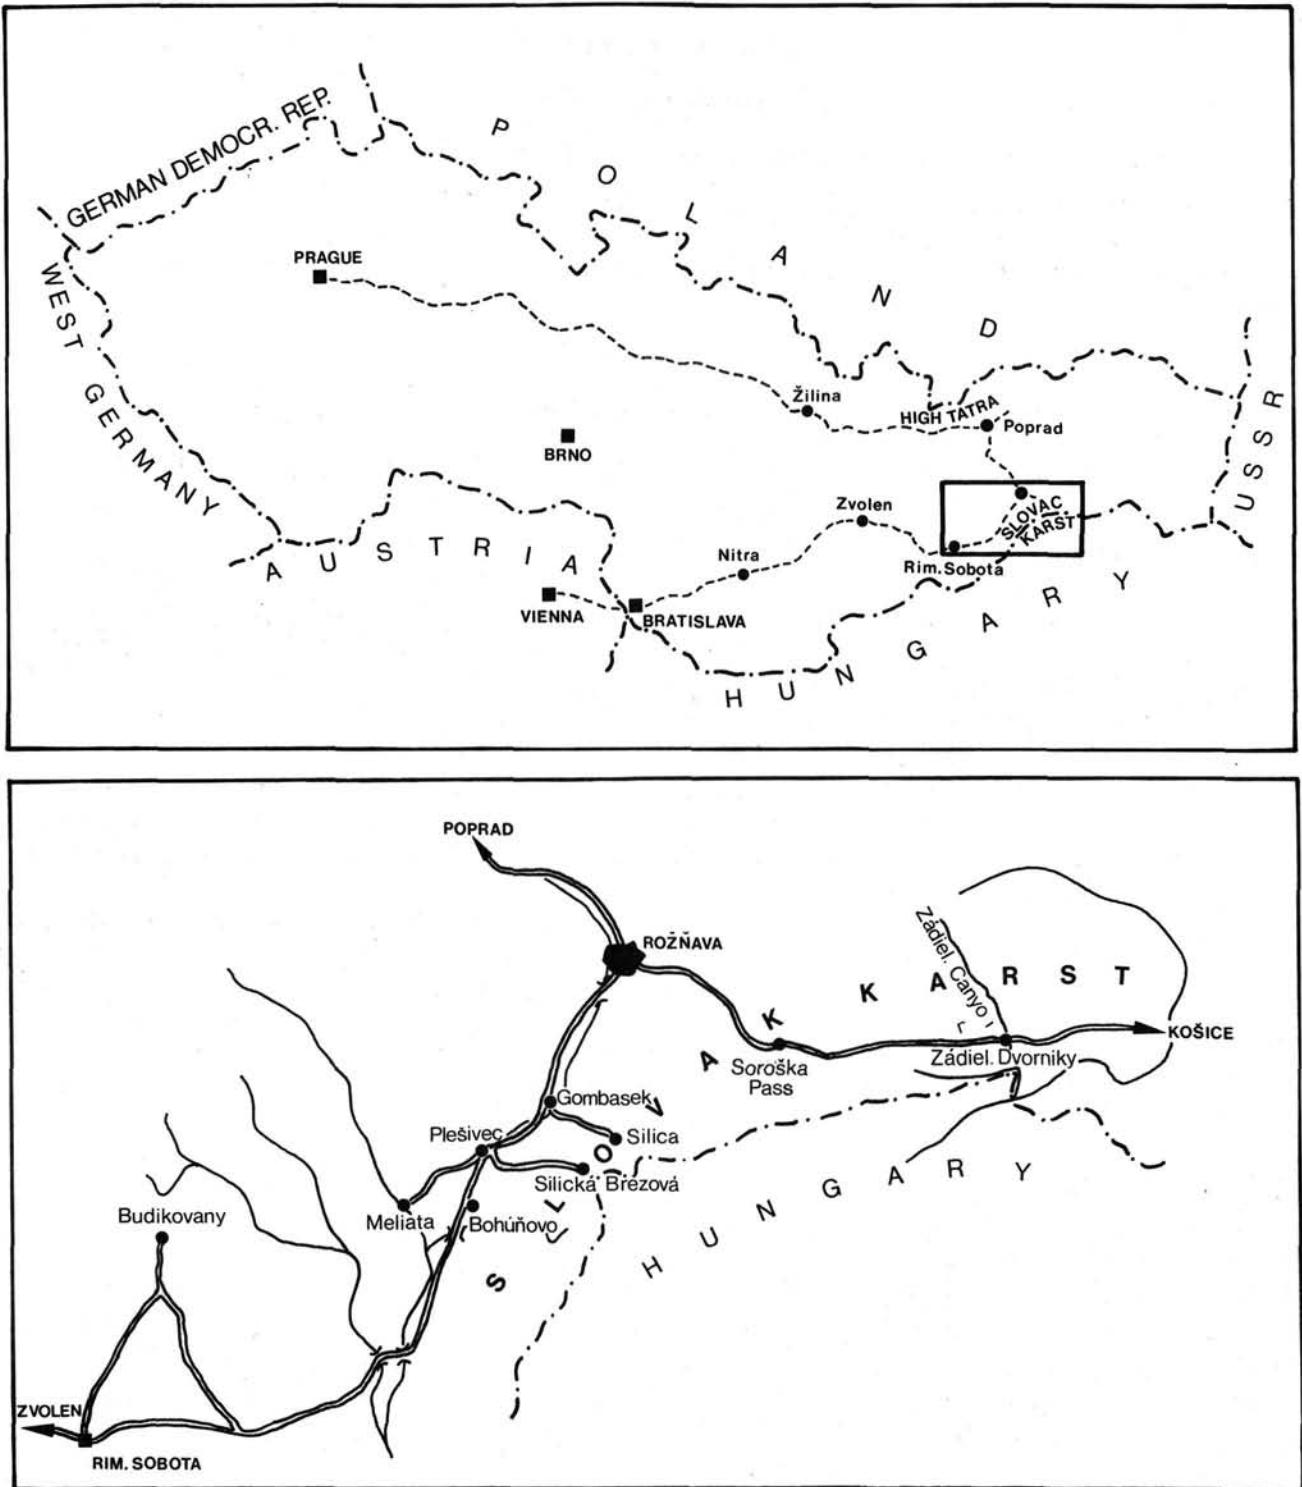 GERMAN DEMOCR. REP.
POLAND
PRAGUE
WEST GERMANY
Žilina
HIGH TATRA
Poprad
USSR
BRNO
Zvolen
SLOVAC
KARST
AUSTRIA
Nitra
Rim. Sobota
VIENNA
BRATISLAVA
HUNGARY
POPRAD
ROŽŇAVA
Zádiel. Canyo
SLOVAK KARST
KOŠICE
Soroška
Pass
Zádiel. Dvorniky
Gombasek
Plešivec
Silica
Silická Brezová
Budikovany
Meliata
Bohúňovo
HUNGARY
ZVOLEN
RIM. SOBOTA